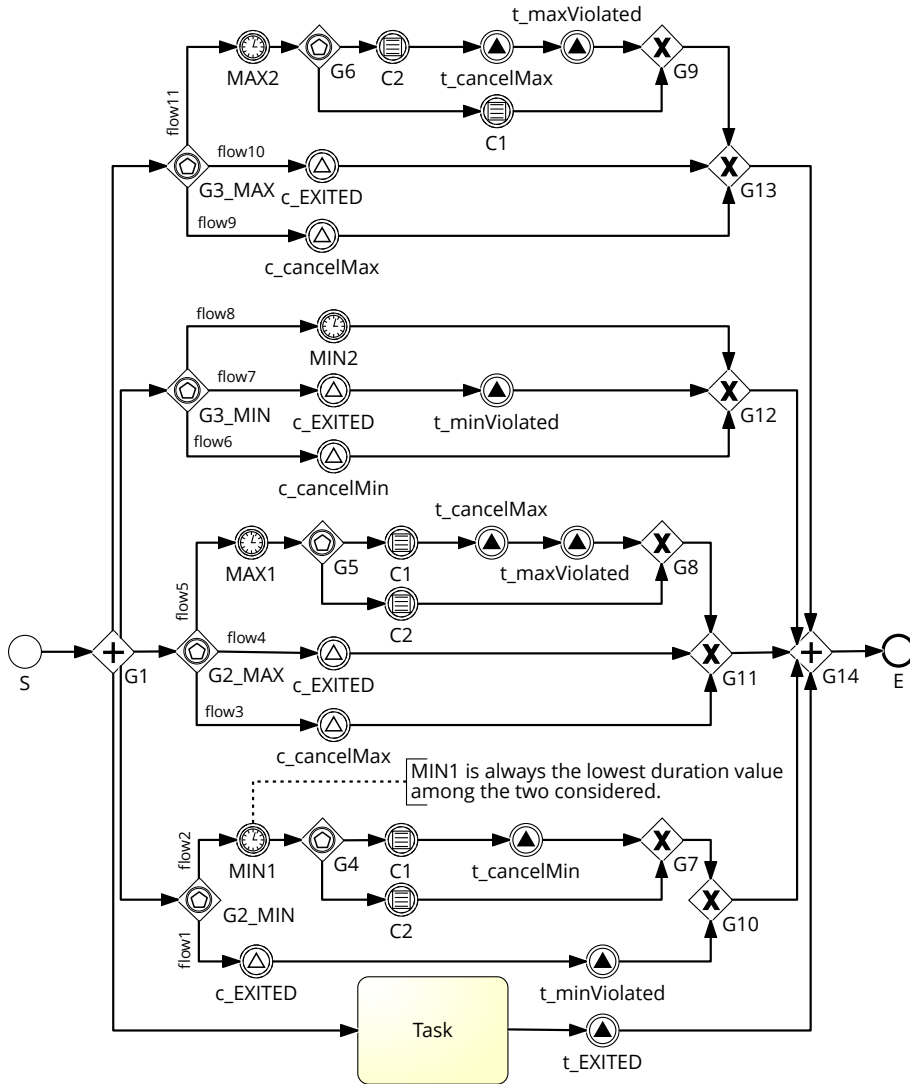 t_maxViolated
MAX2
G6
C2
t_cancelMax
G9
flow11
C1
flow10
G3_MAX
c_EXITED
G13
flow9
c_cancelMax
flow8
MIN2
flow7
G3_MIN
c_EXITED
t_minViolated
G12
flow6
c_cancelMin
t_cancelMax
MAX1
G5
C1
t_maxViolated
G8
flow5
C2
flow4
S
G1
G2_MAX
c_EXITED
G11
G14
E
flow3
c_cancelMax
MIN1 is always the lowest duration value
among the two considered.
flow2
MIN1
G4
C1
t_cancelMin
G7
G2_MIN
C2
G10
flow1
c_EXITED
t_minViolated
Task
t_EXITED